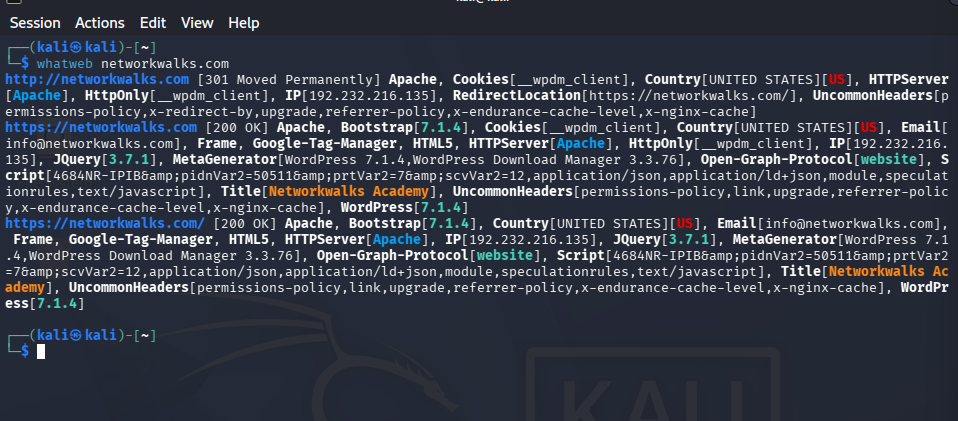 Session Actions Edit View Help
┌──(kali㉿kali)-[~]
└─$ whatweb networkwalks.com
http://networkwalks.com [301 Moved Permanently] Apache, Cookies[__wpdm_client], Country[UNITED STATES][US], HTTPServer
[Apache], HttpOnly[__wpdm_client], IP[192.232.216.135], RedirectLocation[https://networkwalks.com/], UncommonHeaders[p
ermissions-policy,x-redirect-by,upgrade,referrer-policy,x-endurance-cache-level,x-nginx-cache]
https://networkwalks.com [200 OK] Apache, Bootstrap[7.1.4], Cookies[__wpdm_client], Country[UNITED STATES][US], Email[
info@networkwalks.com], Frame, Google-Tag-Manager, HTML5, HTTPServer[Apache], HttpOnly[__wpdm_client], IP[192.232.216.
135], JQuery[3.7.1], MetaGenerator[WordPress 7.1.4,WordPress Download Manager 3.3.76], Open-Graph-Protocol[website], S
cript[4684NR-IPIB&amp;pidnVar2=50511&amp;prtVar2=7&amp;scvVar2=12,application/json,application/ld+json,module,speculat
ionrules,text/javascript], Title[Networkwalks Academy], UncommonHeaders[permissions-policy,link,upgrade,referrer-polic
y,x-endurance-cache-level,x-nginx-cache], WordPress[7.1.4]
https://networkwalks.com/ [200 OK] Apache, Bootstrap[7.1.4], Country[UNITED STATES][US], Email[info@networkwalks.com],
Frame, Google-Tag-Manager, HTML5, HTTPServer[Apache], IP[192.232.216.135], JQuery[3.7.1], MetaGenerator[WordPress 7.1
.4,WordPress Download Manager 3.3.76], Open-Graph-Protocol[website], Script[4684NR-IPIB&amp;pidnVar2=50511&amp;prtVar2
=7&amp;scvVar2=12,application/json,application/ld+json,module,speculationrules,text/javascript], Title[Networkwalks Ac
ademy], UncommonHeaders[permissions-policy,link,upgrade,referrer-policy,x-endurance-cache-level,x-nginx-cache], WordPr
ess[7.1.4]
┌──(kali㉿kali)-[~]
└─$
KALI